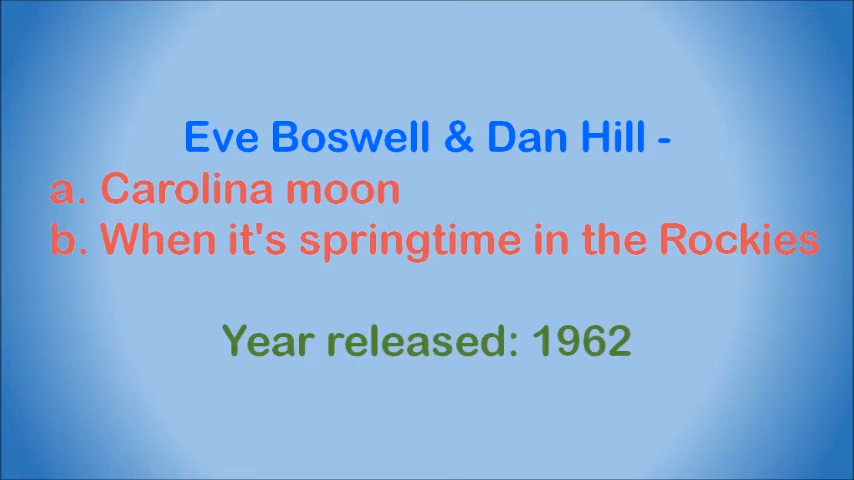 Eve Boswell & Dan Hill -
a. Carolina moon
b. When it's springtime in the Rockies
Year released: 1962